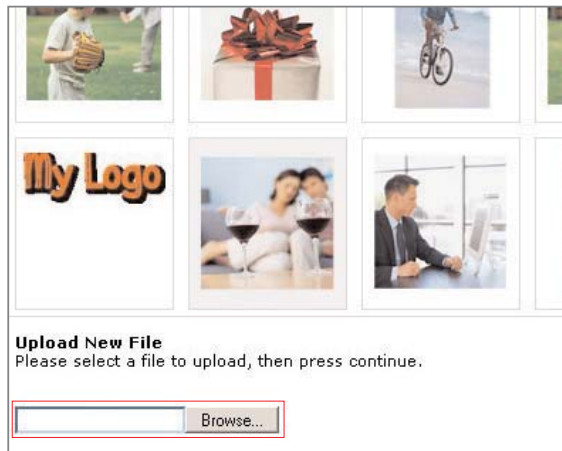 My Logo
Upload New File
Please select a file to upload, then press continue.
Browse...